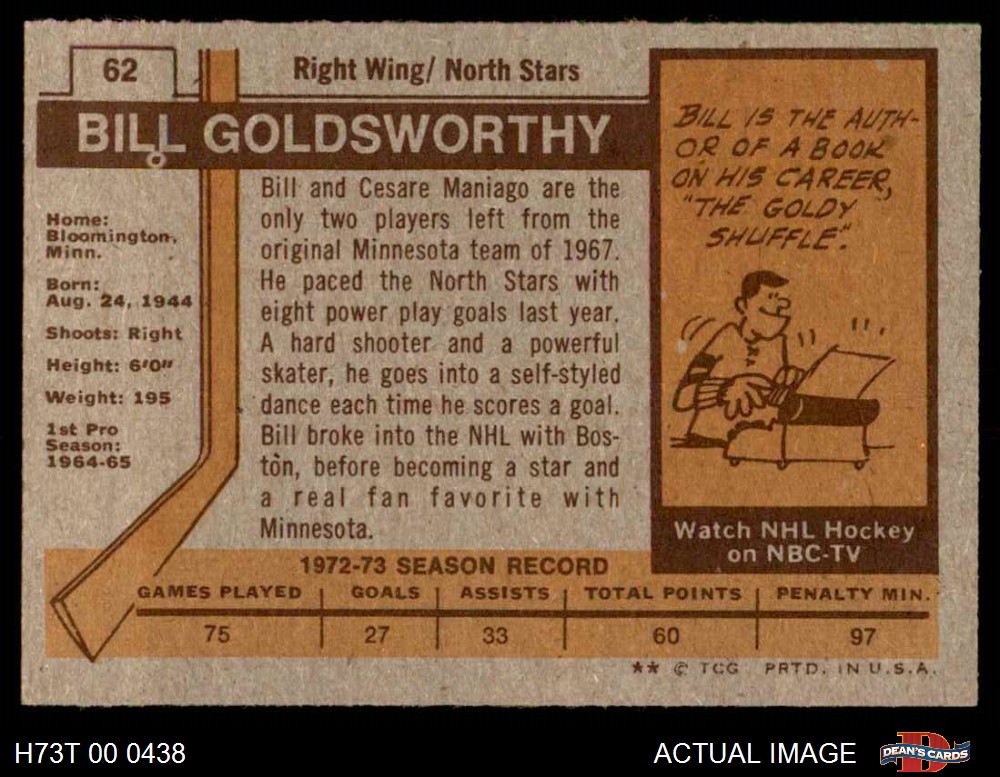 62
Right Wing/ North Stars
BILL GOLDSWORTHY
Home:
Bloomington,
Minn.
Born:
Aug. 24, 1944
Shoots: Right
Height: 6'0"
Weight: 195
1st Pro
Season:
1964-65
Bill and Cesare Maniago are the
only two players left from the
original Minnesota team of 1967.
He paced the North Stars with
eight power play goals last year.
A hard shooter and a powerful
skater, he goes into a self-styled
dance each time he scores a goal.
Bill broke into the NHL with Bos-
ton, before becoming a star and
a real fan favorite with
Minnesota.
BILL IS THE AUTH-
OR OF A BOOK
ON HIS CAREER,
"THE GOLDY
SHUFFLE".
Watch NHL Hockey
on NBC-TV
1972-73 SEASON RECORD
GAMES PLAYED GOALS ASSISTS TOTAL POINTS PENALTY MIN.
75 27 33 60 97
** © TCG PRTD. IN U.S.A.
H73T 00 0438
ACTUAL IMAGE
D
DEAN'S CARDS